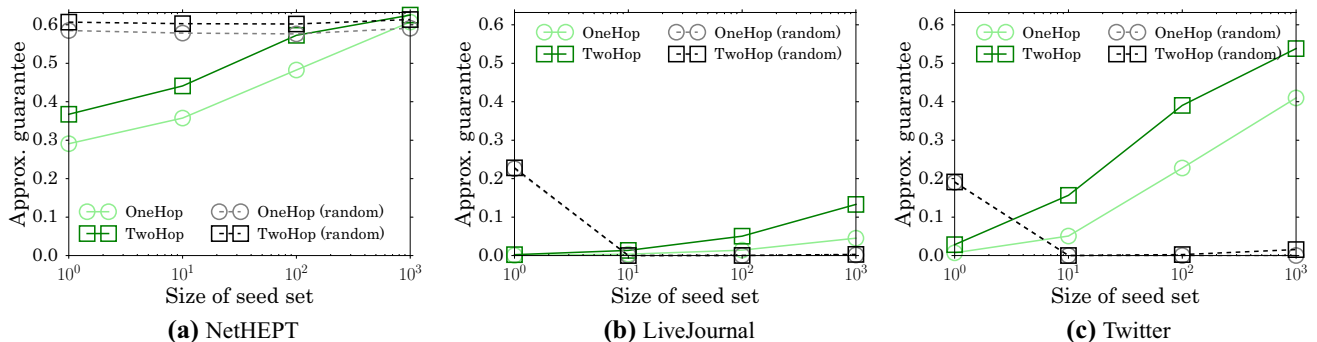 0.6
0.5
0.4
0.3
0.2
0.1
0.0
Approx. guarantee
OneHop
OneHop (random)
TwoHop
TwoHop (random)
10^0
10^1
10^2
10^3
Size of seed set
(a) NetHEPT
0.6
0.5
0.4
0.3
0.2
0.1
0.0
Approx. guarantee
OneHop
OneHop (random)
TwoHop
TwoHop (random)
10^0
10^1
10^2
10^3
Size of seed set
(b) LiveJournal
0.6
0.5
0.4
0.3
0.2
0.1
0.0
Approx. guarantee
OneHop
OneHop (random)
TwoHop
TwoHop (random)
10^0
10^1
10^2
10^3
Size of seed set
(c) Twitter